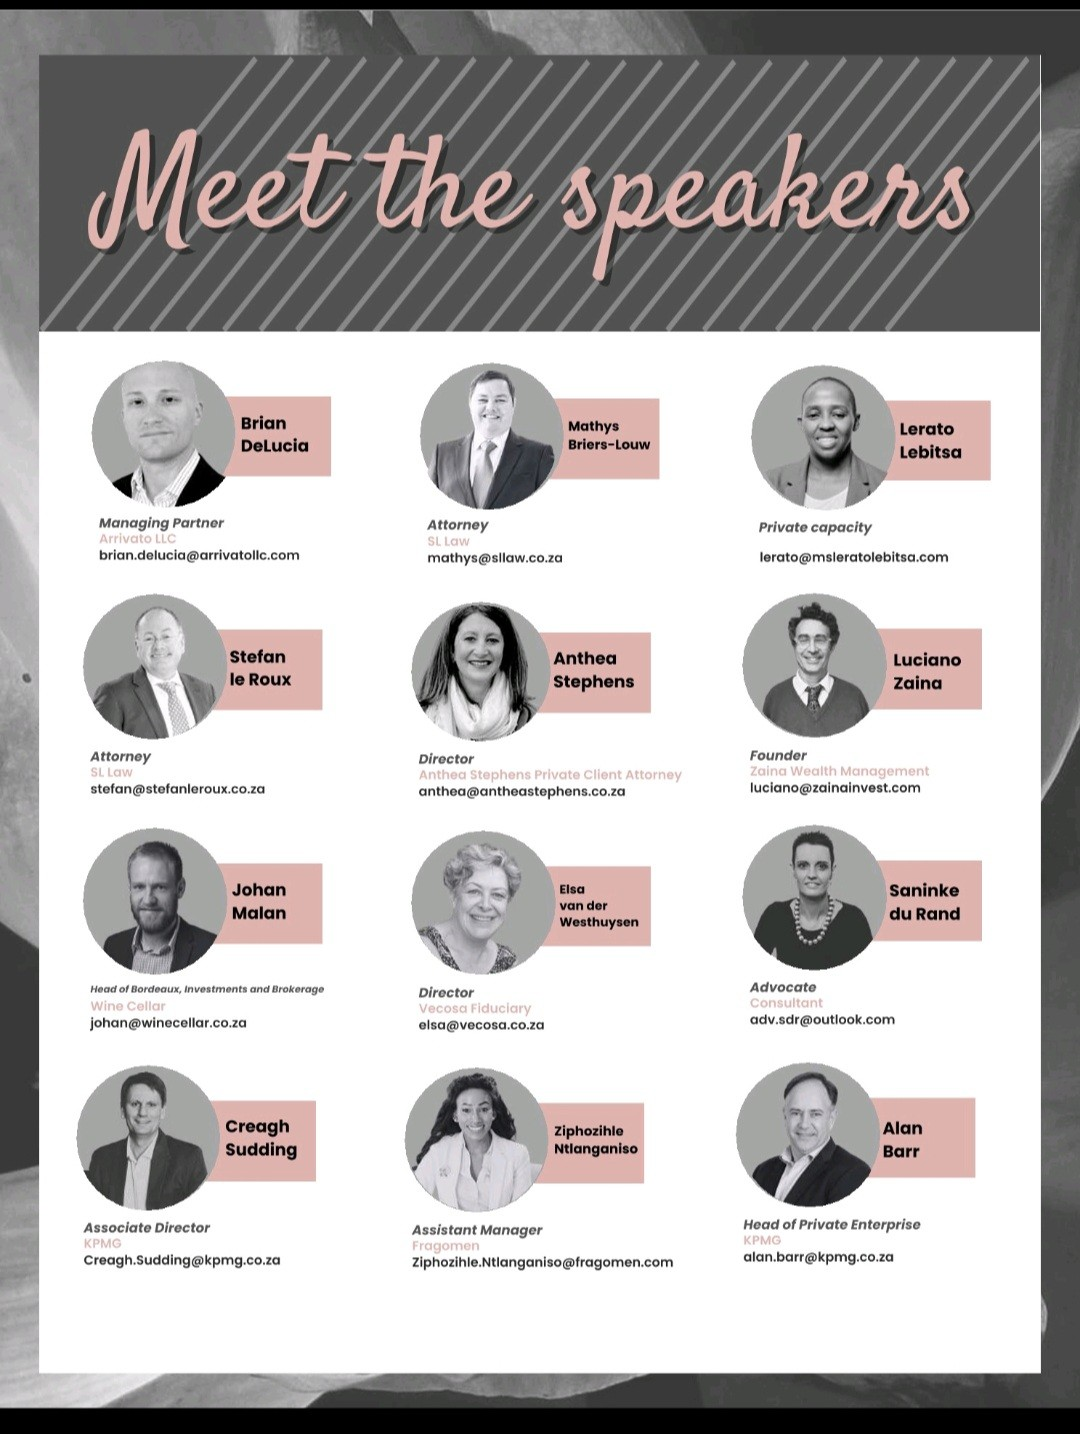 Meet the speakers
Brian
DeLucia
Managing Partner
Arrivato LLC
brian.delucia@arrivatollc.com
Mathys
Briers-Louw
Attorney
SL Law
mathys@sllaw.co.za
Lerato
Lebitsa
Private capacity
lerato@msleratolebitsa.com
Stefan
le Roux
Attorney
SL Law
stefan@stefanleroux.co.za
Anthea
Stephens
Director
Anthea Stephens Private Client Attorney
anthea@antheastephens.co.za
Luciano
Zaina
Founder
Zaina Wealth Management
luciano@zainainvest.com
Johan
Malan
Head of Bordeaux, Investments and Brokerage
Wine Cellar
johan@winecellar.co.za
Elsa
van der
Westhuysen
Director
Vecosa Fiduciary
elsa@vecosa.co.za
Saninke
du Rand
Advocate
Consultant
adv.sdr@outlook.com
Creagh
Sudding
Associate Director
KPMG
Creagh.Sudding@kpmg.co.za
Ziphozihle
Ntlanganiso
Assistant Manager
Fragomen
Ziphozihle.Ntlanganiso@fragomen.com
Alan
Barr
Head of Private Enterprise
KPMG
alan.barr@kpmg.co.za